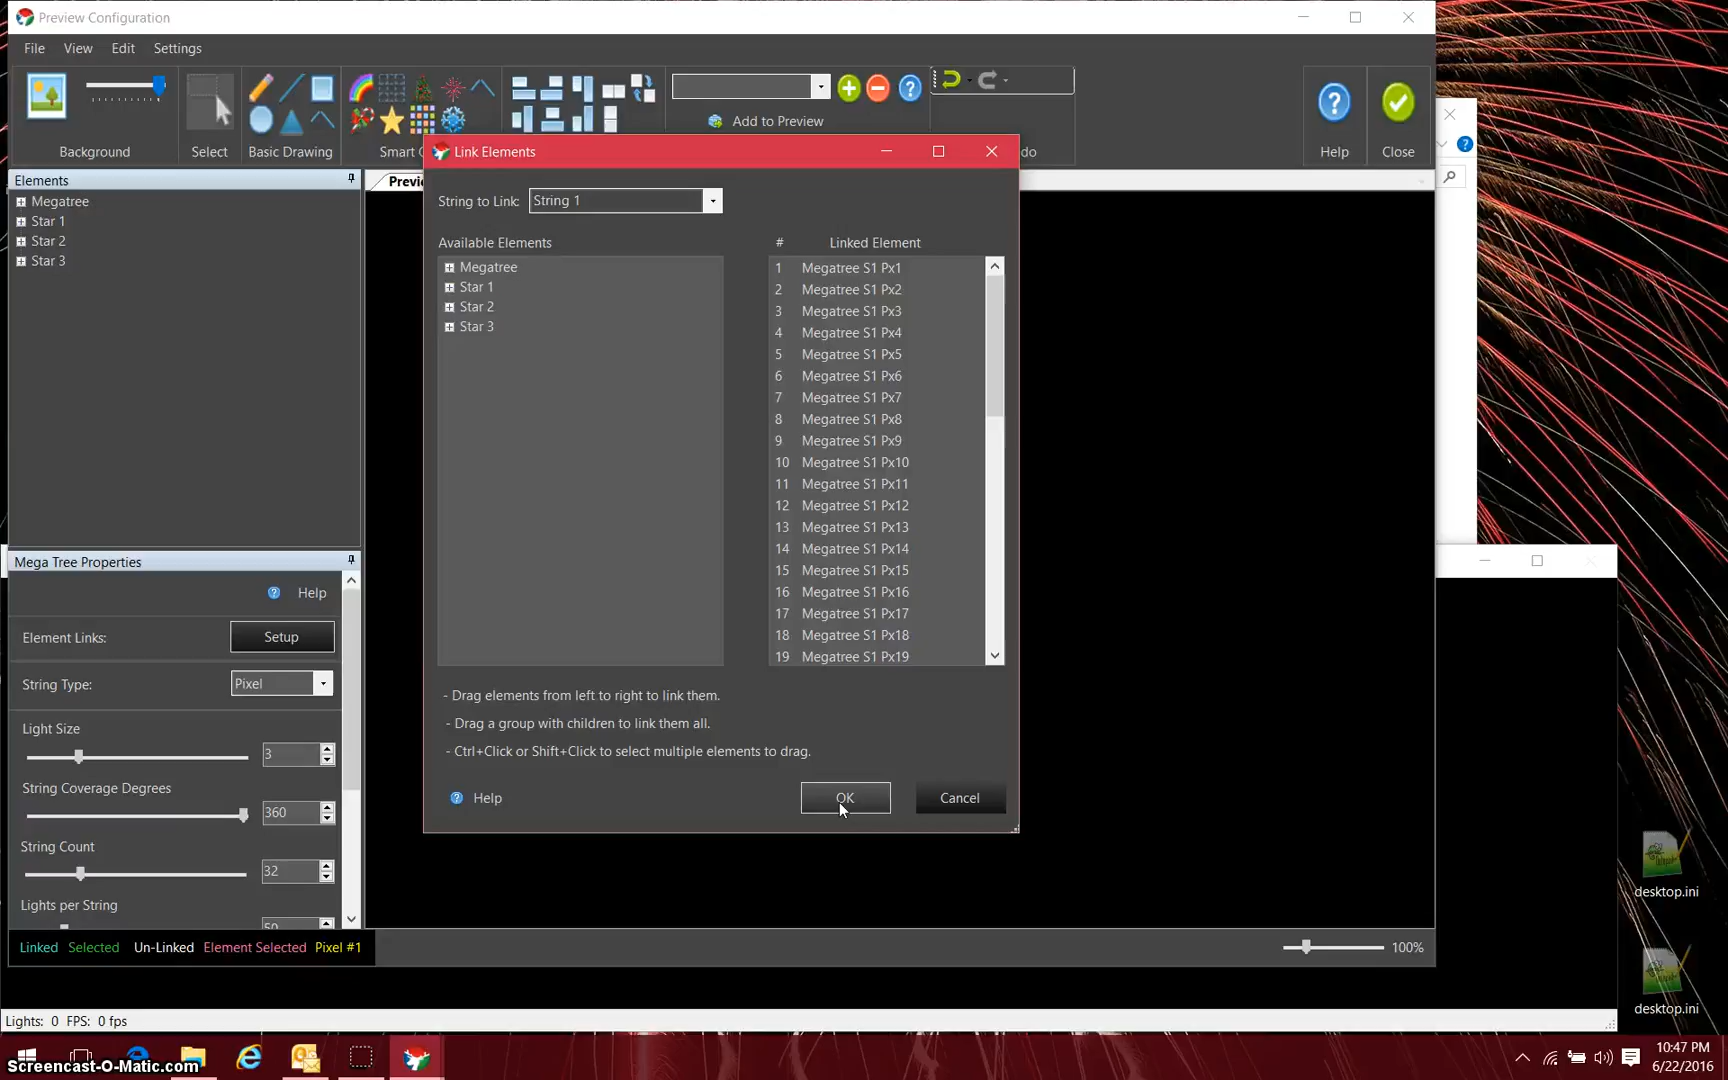 Preview Configuration
File View Edit Settings
Add to Preview
Background Select Basic Drawing Smart do Help Close
Elements
Megatree
Star 1
Star 2
Star 3
Link Elements
String to Link: String 1
Available Elements # Linked Element
Megatree
Star 1
Star 2
Star 3
1 Megatree S1 Px1
2 Megatree S1 Px2
3 Megatree S1 Px3
4 Megatree S1 Px4
5 Megatree S1 Px5
6 Megatree S1 Px6
7 Megatree S1 Px7
8 Megatree S1 Px8
9 Megatree S1 Px9
10 Megatree S1 Px10
11 Megatree S1 Px11
12 Megatree S1 Px12
13 Megatree S1 Px13
14 Megatree S1 Px14
15 Megatree S1 Px15
16 Megatree S1 Px16
17 Megatree S1 Px17
18 Megatree S1 Px18
19 Megatree S1 Px19
- Drag elements from left to right to link them.
- Drag a group with children to link them all.
- Ctrl+Click or Shift+Click to select multiple elements to drag.
Help OK Cancel
Mega Tree Properties
Help
Element Links: Setup
String Type: Pixel
Light Size
3
String Coverage Degrees
360
String Count
32
Lights per String
50
Linked Selected Un-Linked Element Selected Pixel #1
100%
Lights: 0 FPS: 0 fps
desktop.ini
desktop.ini
Screencast-O-Matic.com
10:47 PM
6/22/2016